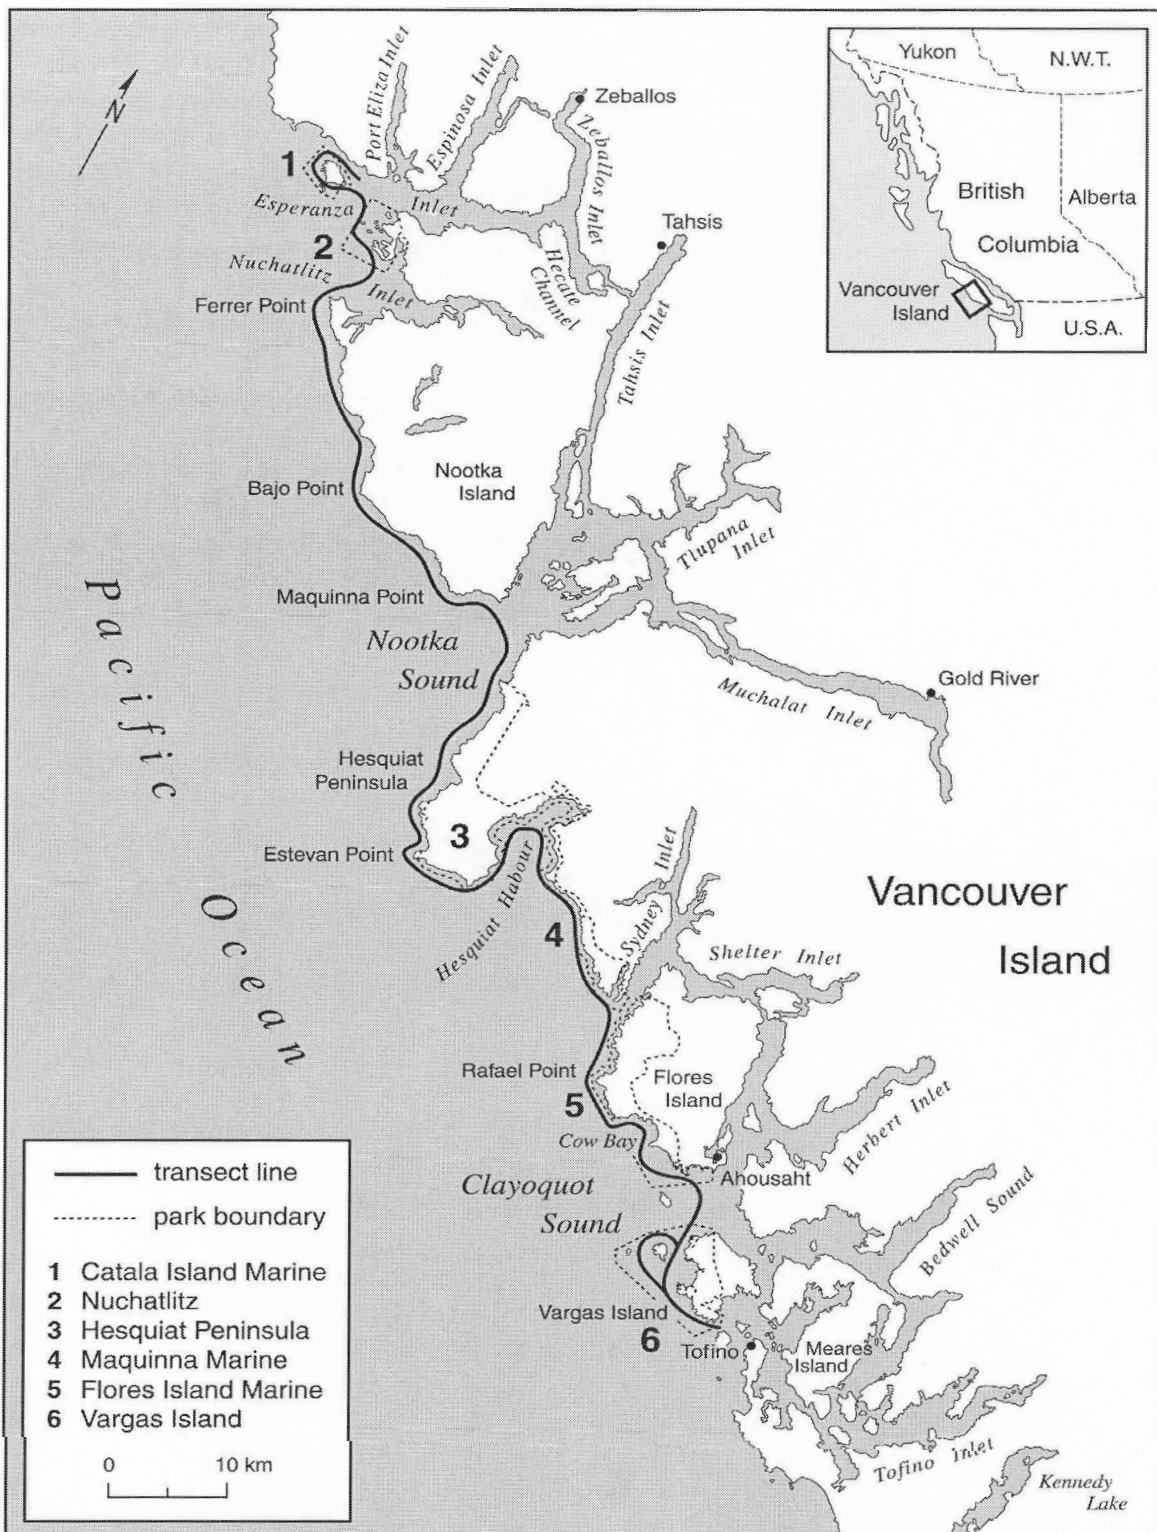 N
Port Eliza Inlet
Espinosa Inlet
Zeballos
Zeballos Inlet
Yukon
N.W.T.
British
Columbia
Alberta
Vancouver
Island
U.S.A.
1
Esperanza
Inlet
2
Nuchatlitz
Inlet
Hecate
Channel
Tahsis
Tahsis Inlet
Ferrer Point
Nootka
Island
Bajo Point
Tlupana
Inlet
Maquinna Point
Nootka
Sound
Muchalat Inlet
Gold River
Pacific
Ocean
Hesquiat
Peninsula
3
Estevan Point
Hesquiat Habour
4
Sydney Inlet
Shelter Inlet
Vancouver
Island
Rafael Point
Flores
Island
5
Cow Bay
Herbert Inlet
Ahousaht
Clayoquot
Sound
Bedwell Sound
Vargas Island
6
Tofino
Meares
Island
Tofino Inlet
Kennedy
Lake
transect line
park boundary
1 Catala Island Marine
2 Nuchatlitz
3 Hesquiat Peninsula
4 Maquinna Marine
5 Flores Island Marine
6 Vargas Island
0 10 km